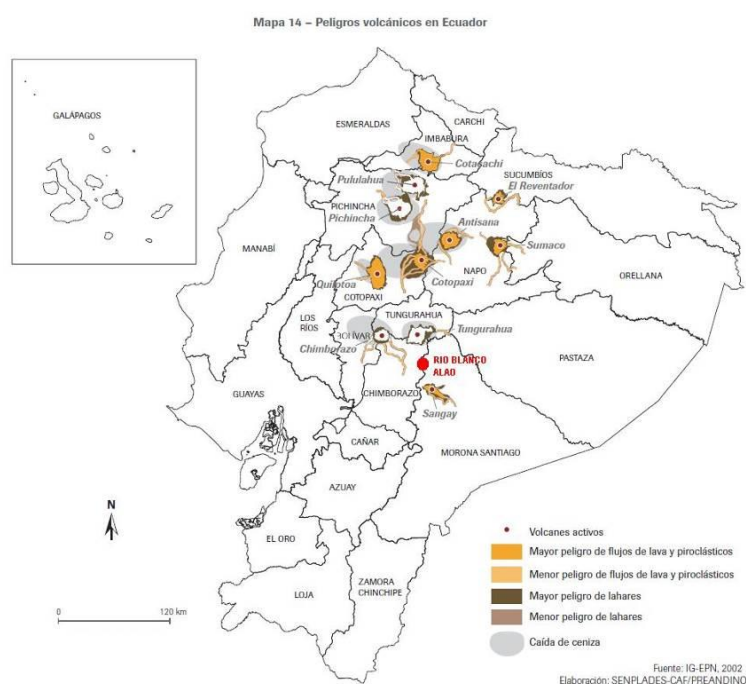 Mapa 14 – Peligros volcánicos en Ecuador
GALÁPAGOS
ESMERALDAS
CARCHI
IMBABURA
Cotacachi
SUCUMBÍOS
El Reventador
Pululahua
PICHINCHA
Pichincha
Antisana
Sumaco
MANABÍ
NAPO
ORELLANA
Quilotoa
Cotopaxi
COTOPAXI
LOS
RÍOS
TUNGURAHUA
BOLÍVAR
Tungurahua
Chimborazo
RIO BLANCO
ALAO
PASTAZA
GUAYAS
CHIMBORAZO
Sangay
CAÑAR
MORONA SANTIAGO
AZUAY
N
EL ORO
LOJA
ZAMORA
CHINCHIPE
0 120 km
Volcanes activos
Mayor peligro de flujos de lava y piroclásticos
Menor peligro de flujos de lava y piroclásticos
Mayor peligro de lahares
Menor peligro de lahares
Caída de ceniza
Fuente: IG-EPN, 2002
Elaboración: SENPLADES-CAF/PREANDINO